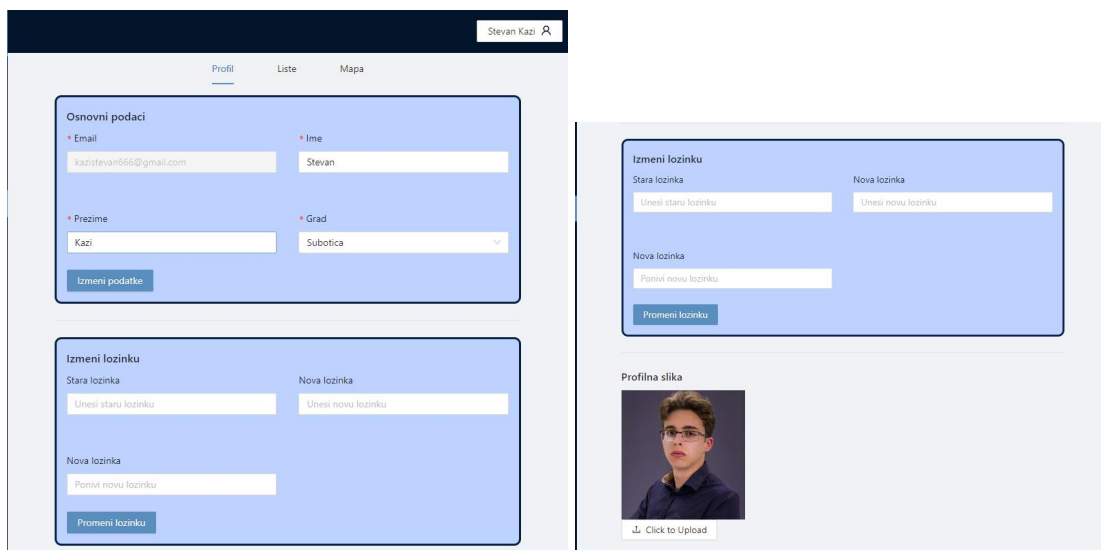 Stevan Kazi
Profil Liste Mapa
Osnovni podaci
* Email * Ime
kazistevan666@gmail.com Stevan
* Prezime * Grad
Kazi Subotica
Izmeni podatke
Izmeni lozinku
Stara lozinka Nova lozinka
Unesi staru lozinku Unesi novu lozinku
Nova lozinka
Ponivi novu lozinku
Promeni lozinku
Izmeni lozinku
Stara lozinka Nova lozinka
Unesi staru lozinku Unesi novu lozinku
Nova lozinka
Ponivi novu lozinku
Promeni lozinku
Profilna slika
Click to Upload